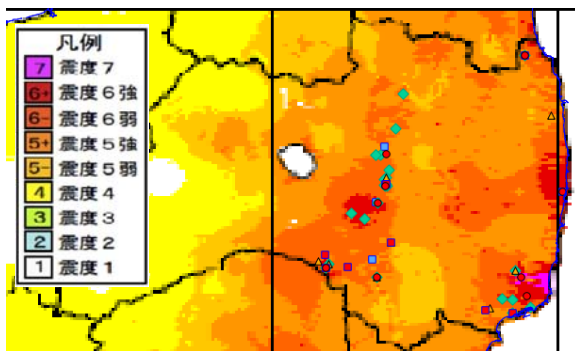 凡例
7 震度7
6+ 震度6強
6- 震度6弱
5+ 震度5強
5- 震度5弱
4 震度4
3 震度3
2 震度2
1 震度1